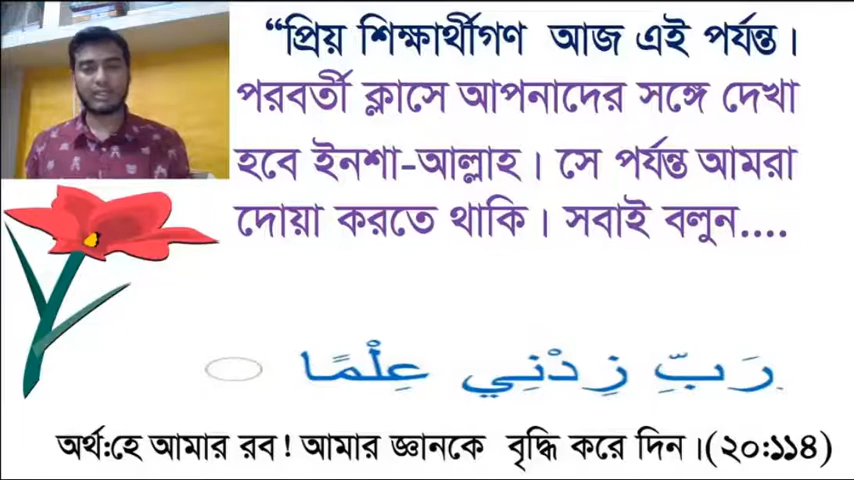 “প্রিয় শিক্ষার্থীগণ আজ এই পর্যন্ত।
পরবর্তী ক্লাসে আপনাদের সঙ্গে দেখা
হবে ইনশা-আল্লাহ। সে পর্যন্ত আমরা
দোয়া করতে থাকি। সবাই বলুন....
رَبِّ زِدْنِي عِلْمًا
অর্থ:হে আমার রব! আমার জ্ঞানকে বৃদ্ধি করে দিন।(২০:১১৪)